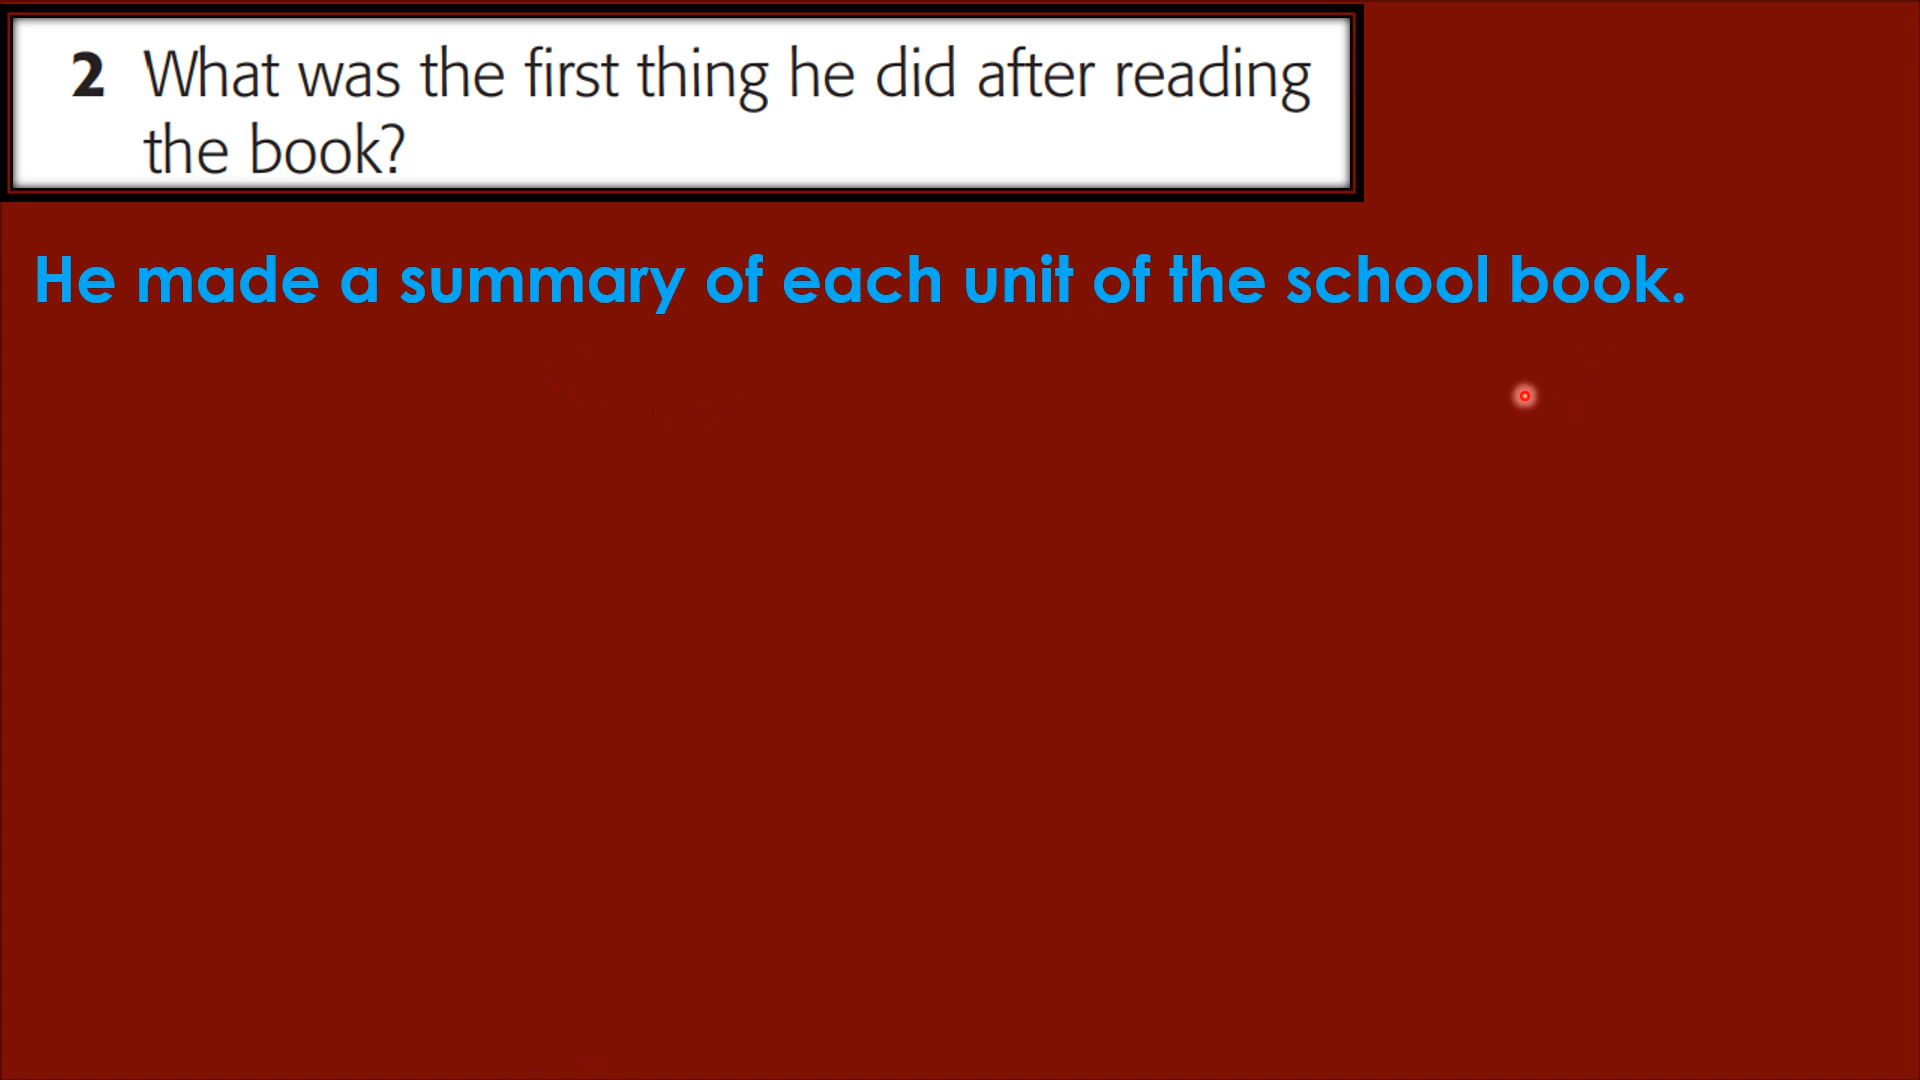 2 What was the first thing he did after reading
the book?
He made a summary of each unit of the school book.